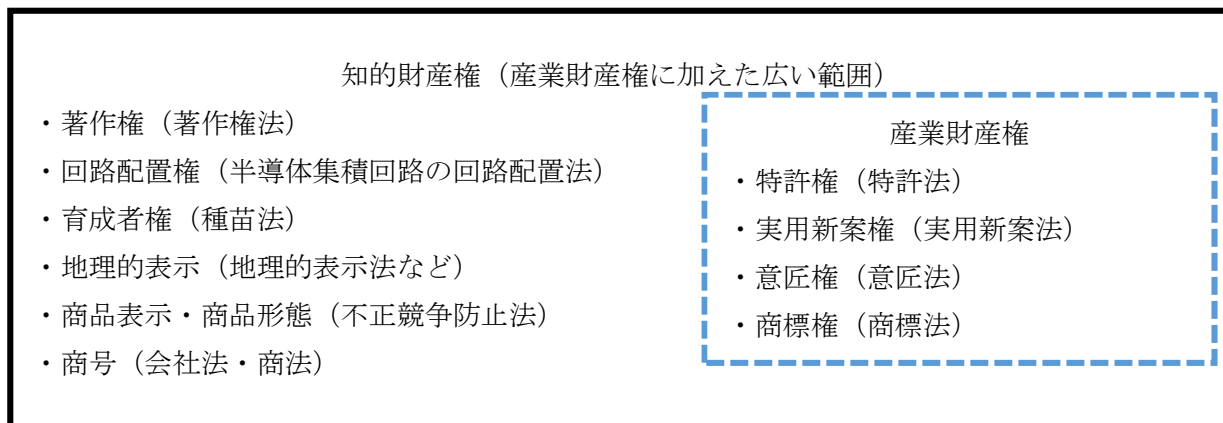 知的財産権（産業財産権に加えた広い範囲）
・著作権（著作権法）
・回路配置権（半導体集積回路の回路配置法）
・育成者権（種苗法）
・地理的表示（地理的表示法など）
・商品表示・商品形態（不正競争防止法）
・商号（会社法・商法）
産業財産権
・特許権（特許法）
・実用新案権（実用新案法）
・意匠権（意匠法）
・商標権（商標法）